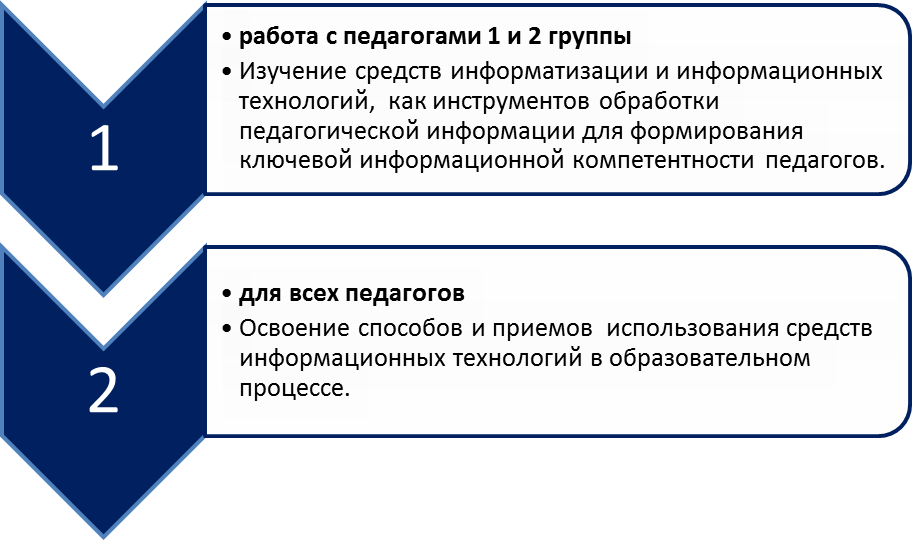 1
• работа с педагогами 1 и 2 группы
• Изучение средств информатизации и информационных
технологий, как инструментов обработки
педагогической информации для формирования
ключевой информационной компетентности педагогов.
2
• для всех педагогов
• Освоение способов и приемов использования средств
информационных технологий в образовательном
процессе.